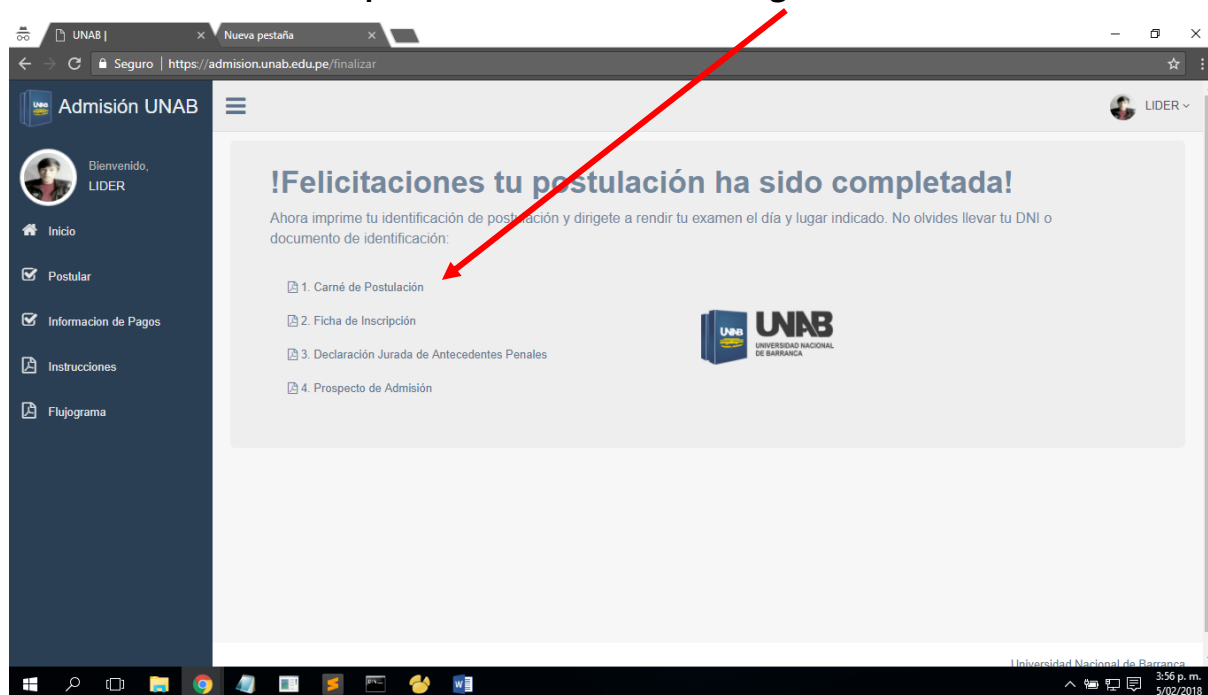 UNAB |
Nueva pestaña
Seguro | https://admision.unab.edu.pe/finalizar
Admisión UNAB
LIDER
Bienvenido,
LIDER
Inicio
Postular
Informacion de Pagos
Instrucciones
Flujograma
!Felicitaciones tu postulación ha sido completada!
Ahora imprime tu identificación de postulación y dirigete a rendir tu examen el día y lugar indicado. No olvides llevar tu DNI o
documento de identificación:
1. Carné de Postulación
2. Ficha de Inscripción
3. Declaración Jurada de Antecedentes Penales
4. Prospecto de Admisión
UNAB
UNAB
UNIVERSIDAD NACIONAL
DE BARRANCA
Universidad Nacional de Barranca
3:56 p. m.
5/02/2018